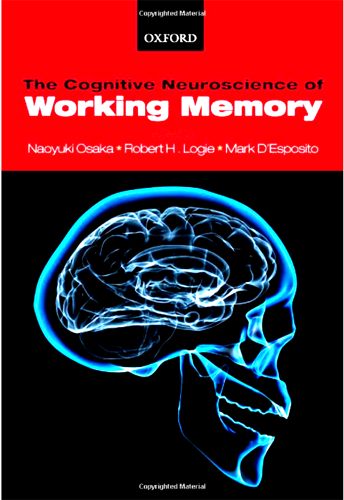 Copyrighted Material
OXFORD
The Cognitive Neuroscience of
Working Memory
Naoyuki Osaka ★ Robert H. Logie ★ Mark D'Esposito
Copyrighted Material